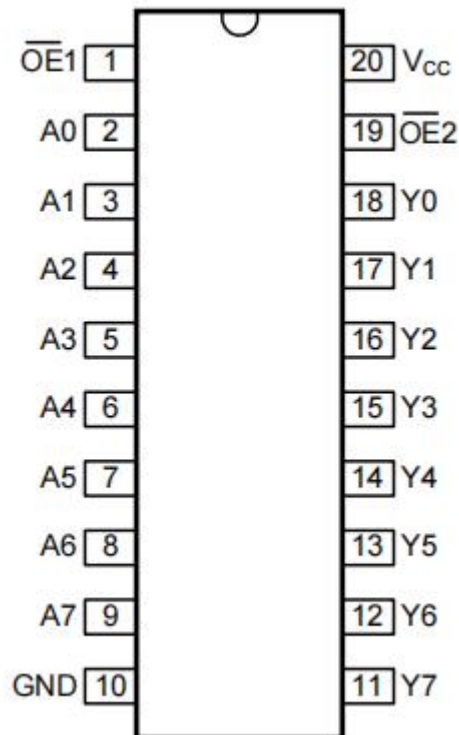 O̅E̅1 1 20 VCC
A0 2 19 O̅E̅2
A1 3 18 Y0
A2 4 17 Y1
A3 5 16 Y2
A4 6 15 Y3
A5 7 14 Y4
A6 8 13 Y5
A7 9 12 Y6
GND 10 11 Y7